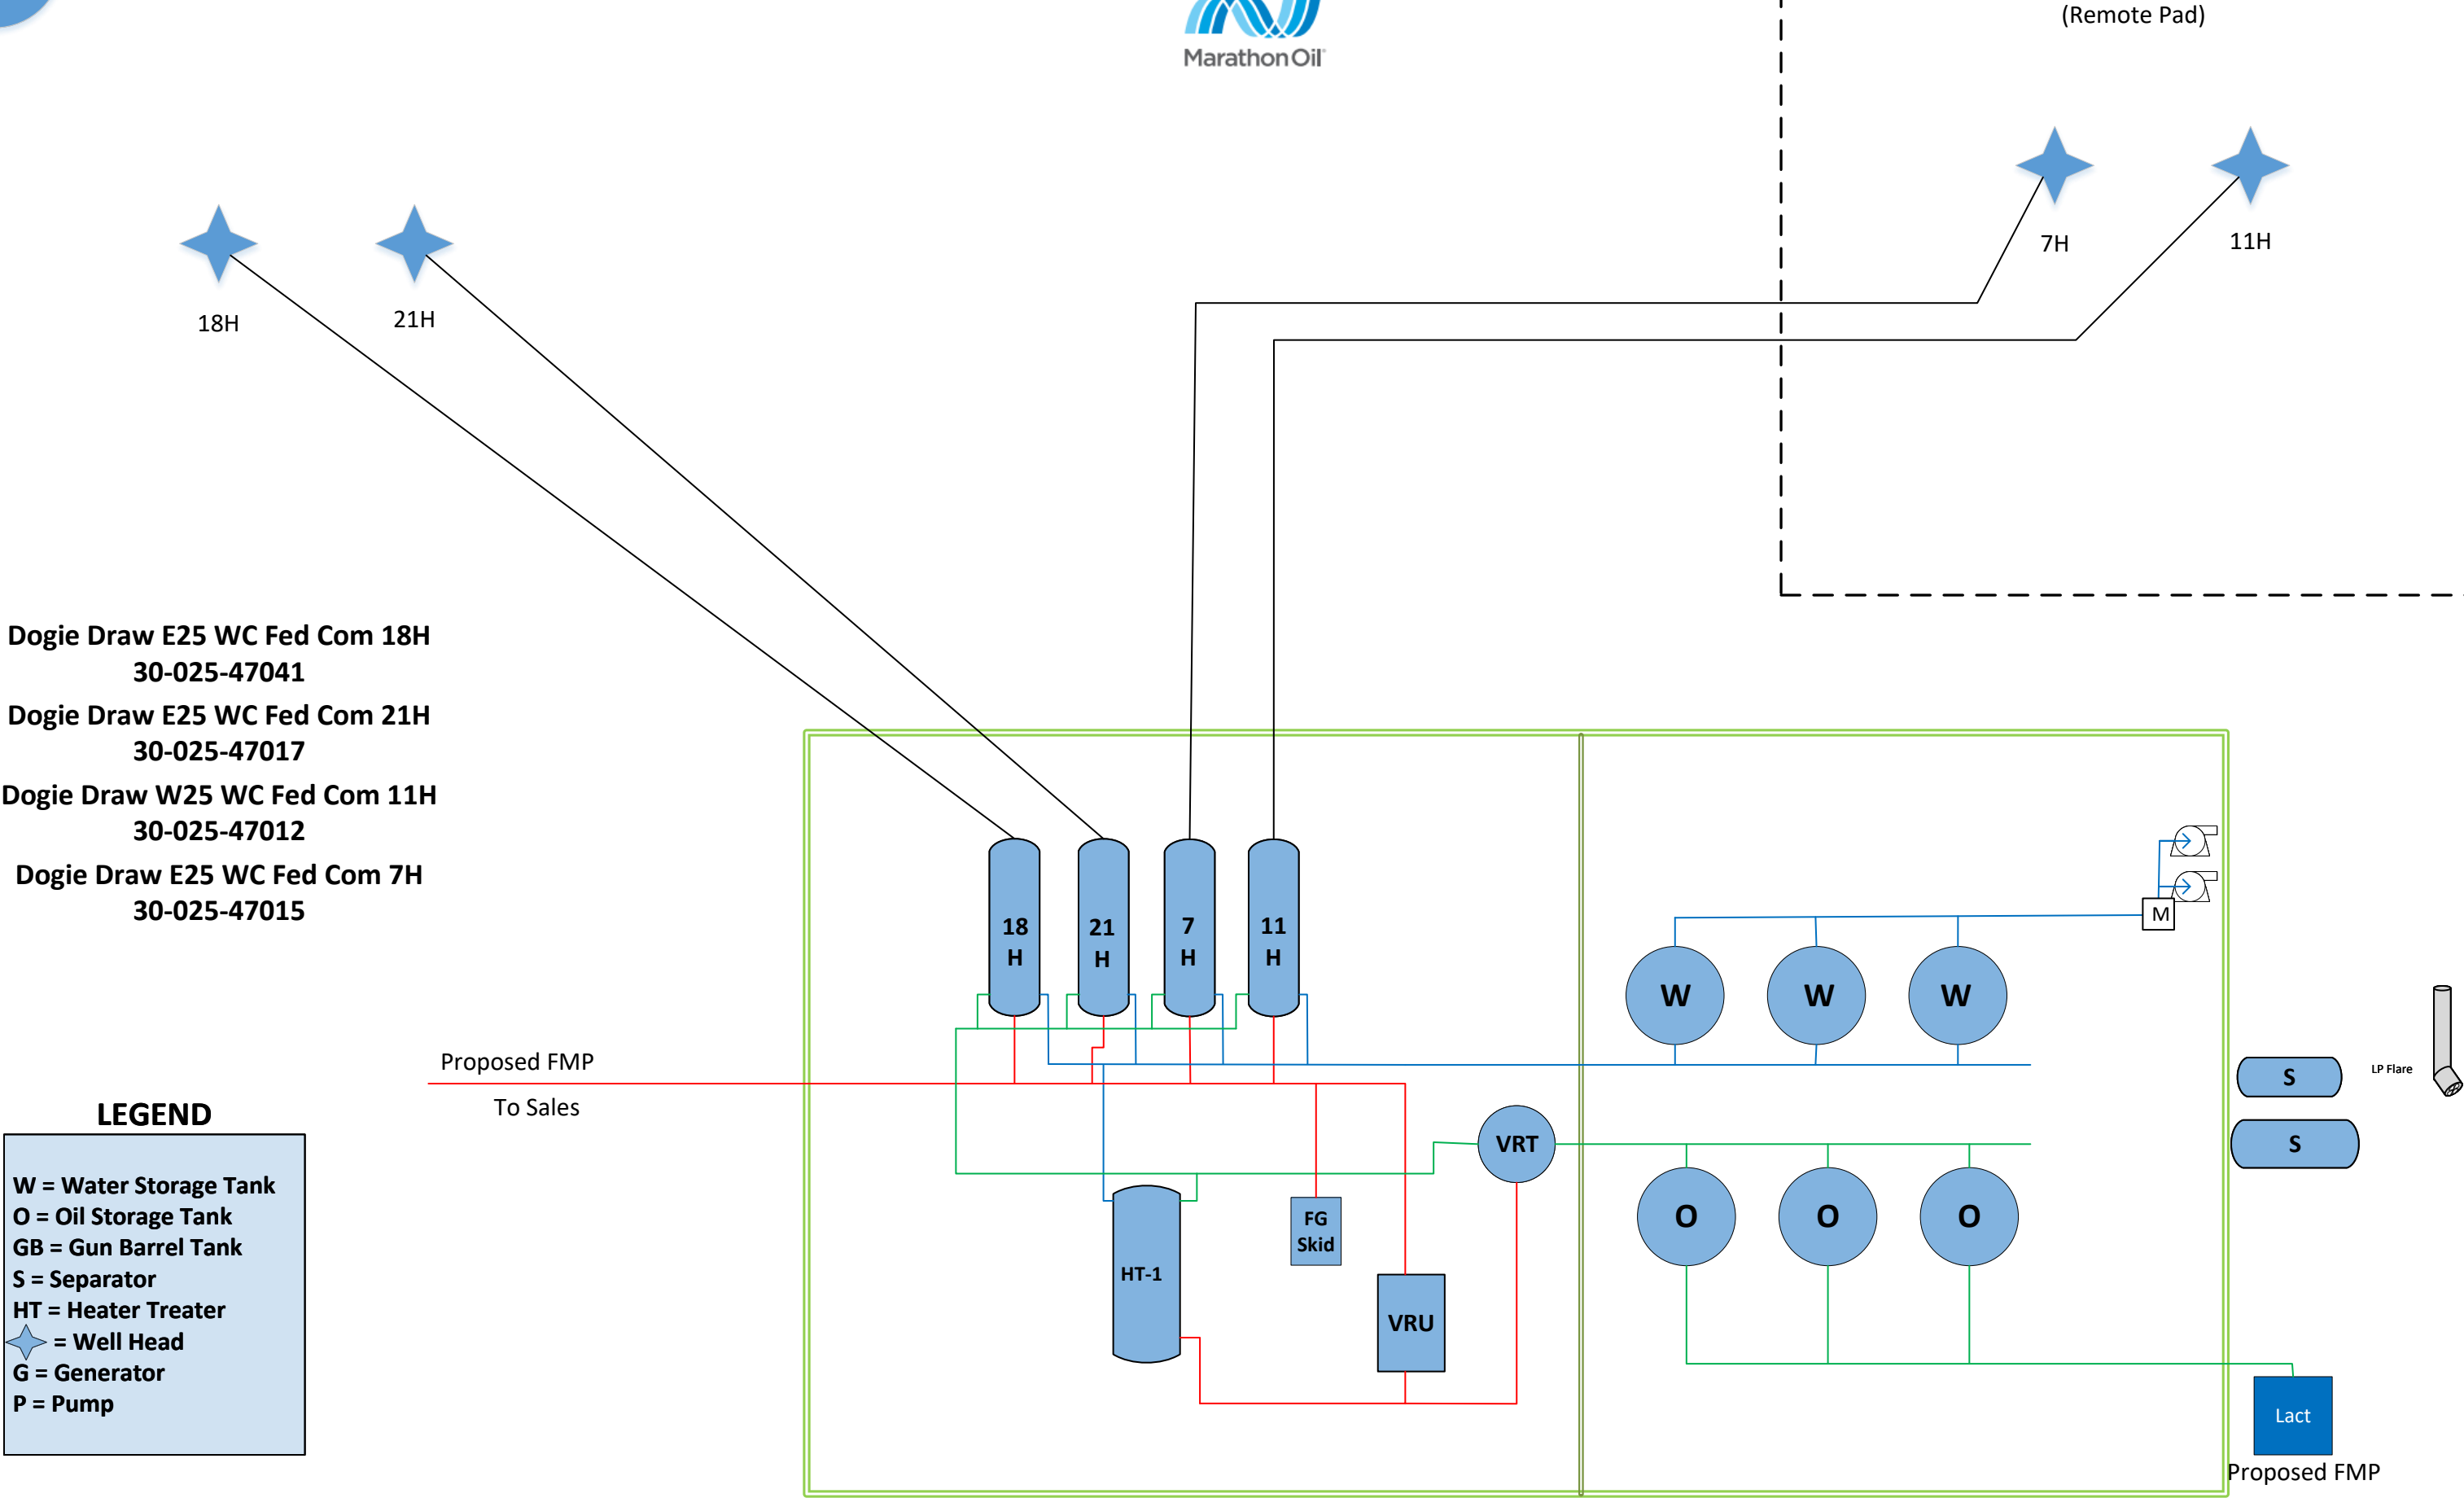 Marathon Oil
(Remote Pad)
18H
21H
7H
11H
Dogie Draw E25 WC Fed Com 18H
30-025-47041
Dogie Draw E25 WC Fed Com 21H
30-025-47017
Dogie Draw W25 WC Fed Com 11H
30-025-47012
Dogie Draw E25 WC Fed Com 7H
30-025-47015
18
H
21
H
7
H
11
H
M
W
W
W
Proposed FMP
To Sales
S
LP Flare
VRT
S
O
O
O
FG
Skid
HT-1
VRU
Lact
Proposed FMP
LEGEND
W = Water Storage Tank
O = Oil Storage Tank
GB = Gun Barrel Tank
S = Separator
HT = Heater Treater
= Well Head
G = Generator
P = Pump